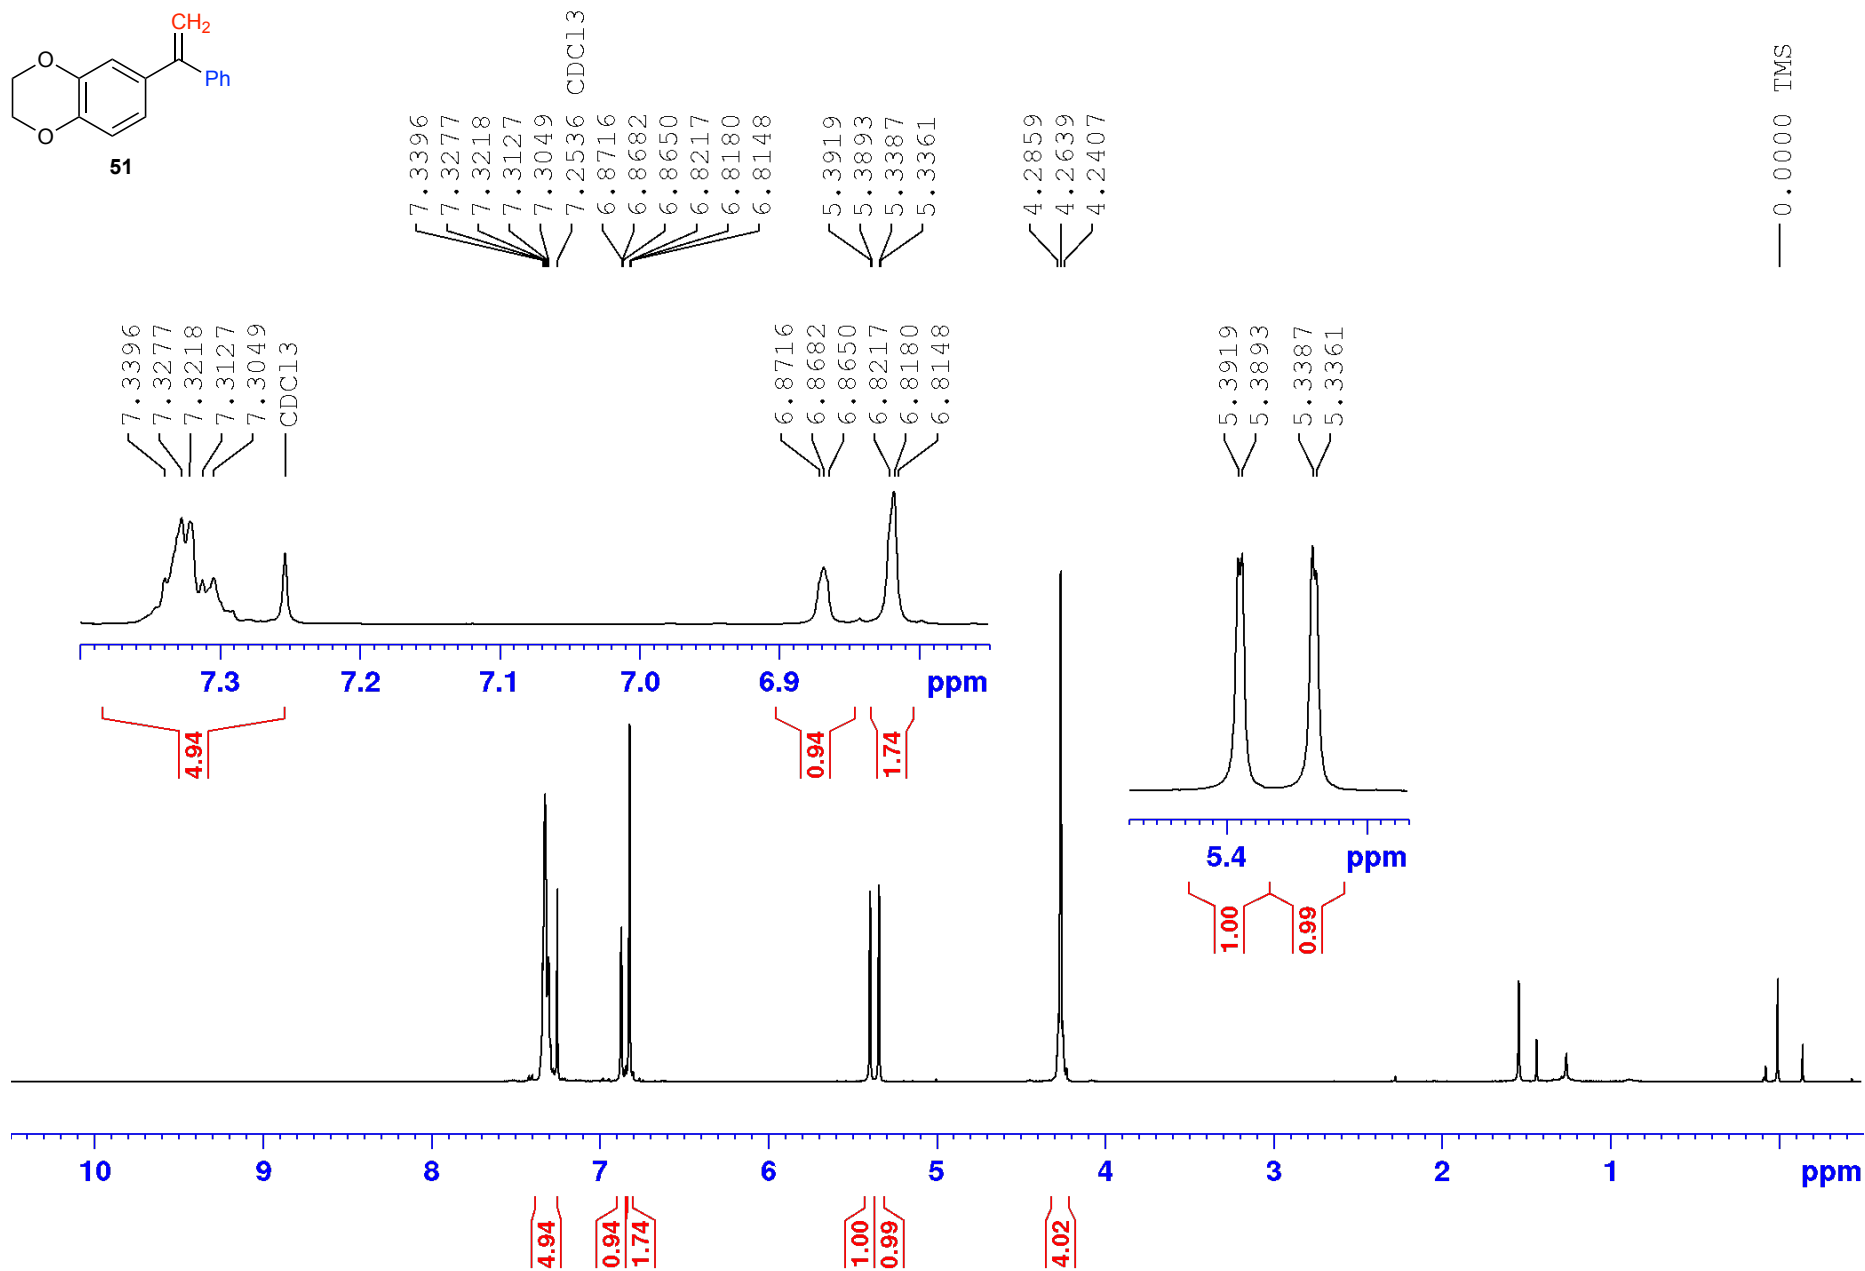 CH2
O
Ph
O
51
7.3396
7.3277
7.3218
7.3127
7.3049
7.2536 CDCl3
6.8716
6.8682
6.8650
6.8217
6.8180
6.8148
5.3919
5.3893
5.3387
5.3361
4.2859
4.2639
4.2407
0.0000 TMS
7.3396
7.3277
7.3218
7.3127
7.3049
CDCl3
6.8716
6.8682
6.8650
6.8217
6.8180
6.8148
5.3919
5.3893
5.3387
5.3361
7.3 7.2 7.1 7.0 6.9 ppm
4.94 0.94 1.74
5.4 ppm
1.00 0.99
10 9 8 7 6 5 4 3 2 1 ppm
4.94 0.94 1.74 1.00 0.99 4.02